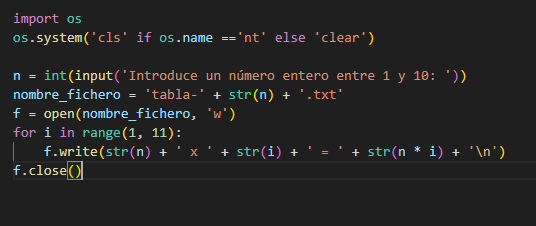 import os
os.system('cls' if os.name =='nt' else 'clear')
n = int(input('Introduce un número entero entre 1 y 10: '))
nombre_fichero = 'tabla-' + str(n) + '.txt'
f = open(nombre_fichero, 'w')
for i in range(1, 11):
    f.write(str(n) + ' x ' + str(i) + ' = ' + str(n * i) + '\n')
f.close()